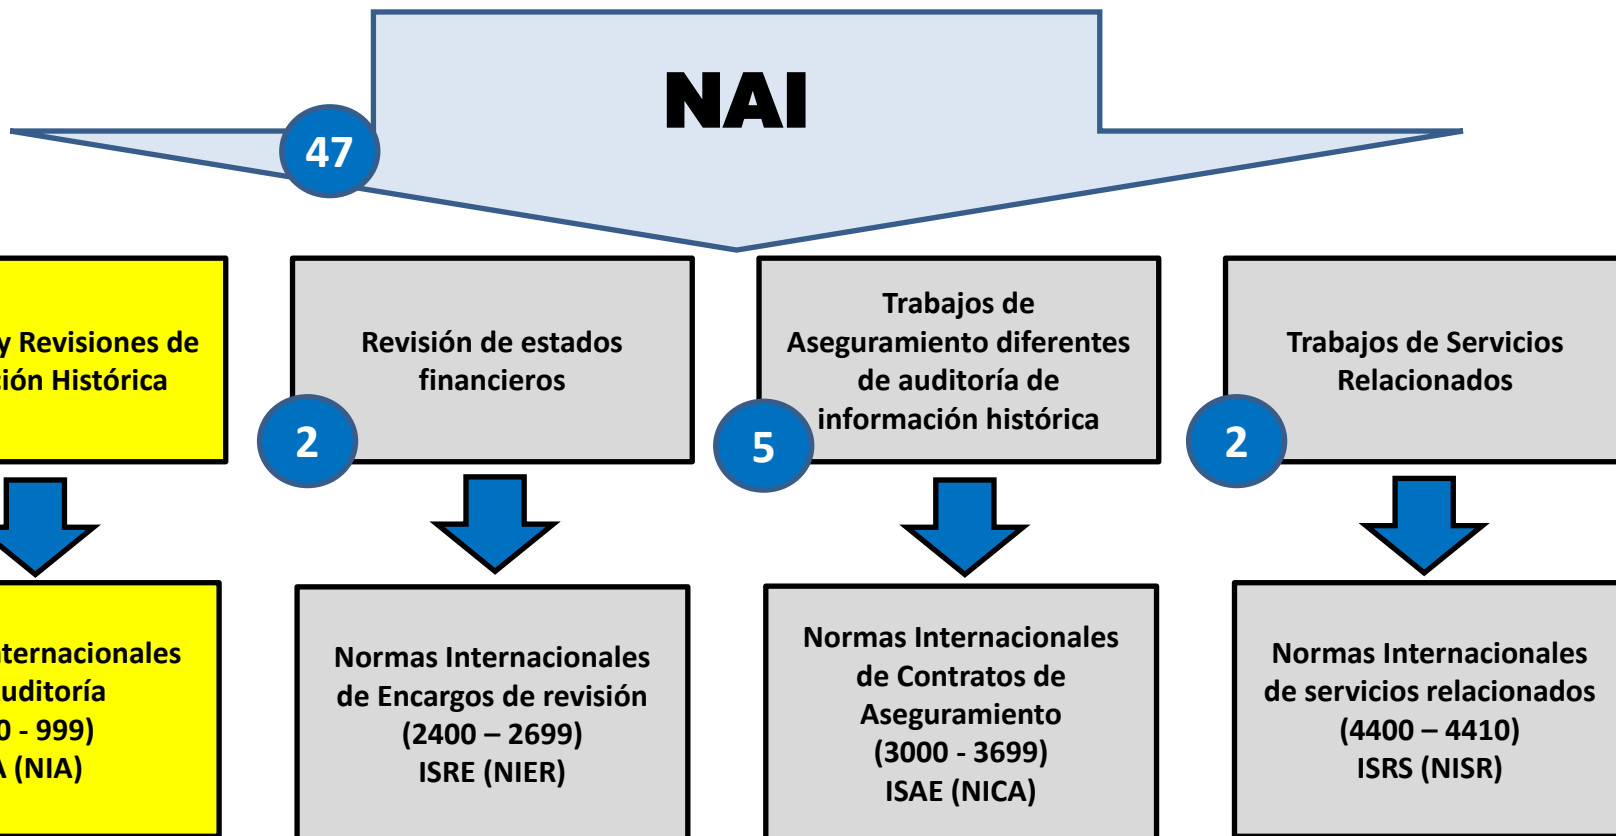 NAI
47
y Revisiones de
ción Histórica
Revisión de estados
financieros
2
Trabajos de
Aseguramiento diferentes
de auditoría de
información histórica
5
Trabajos de Servicios
Relacionados
2
nternacionales
uditoría
0 - 999)
(NIA)
Normas Internacionales
de Encargos de revisión
(2400 – 2699)
ISRE (NIER)
Normas Internacionales
de Contratos de
Aseguramiento
(3000 - 3699)
ISAE (NICA)
Normas Internacionales
de servicios relacionados
(4400 – 4410)
ISRS (NISR)